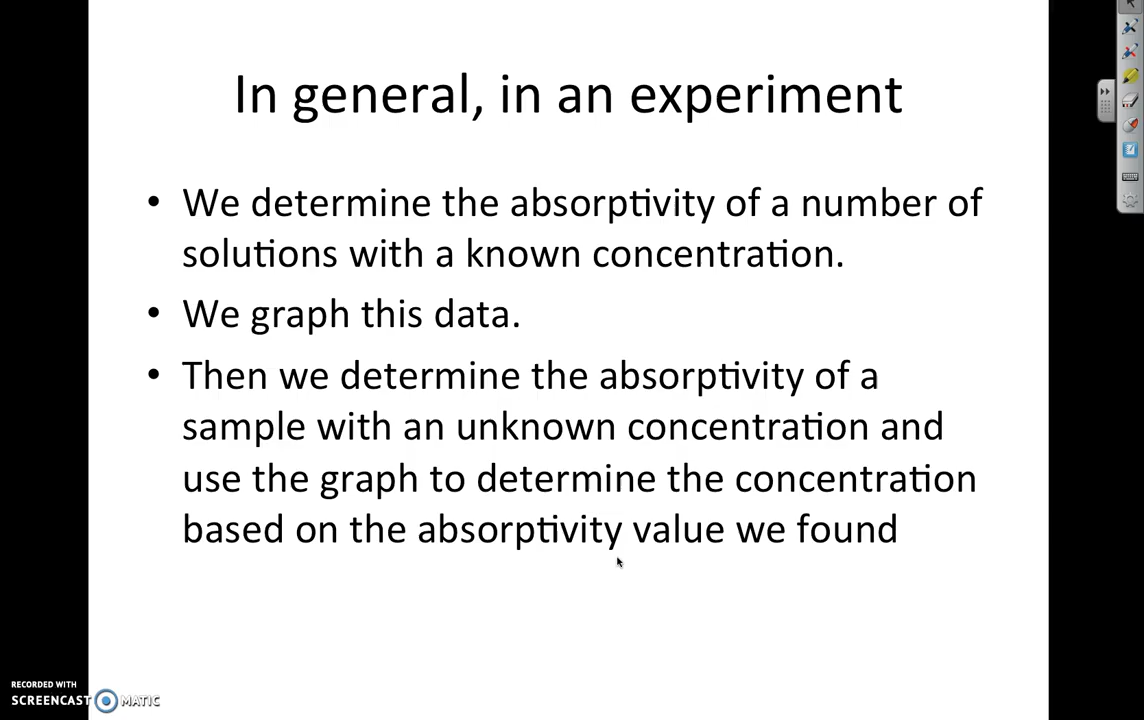 In general, in an experiment
• We determine the absorptivity of a number of
solutions with a known concentration.
• We graph this data.
• Then we determine the absorptivity of a
sample with an unknown concentration and
use the graph to determine the concentration
based on the absorptivity value we found
RECORDED WITH
SCREENCAST MATIC